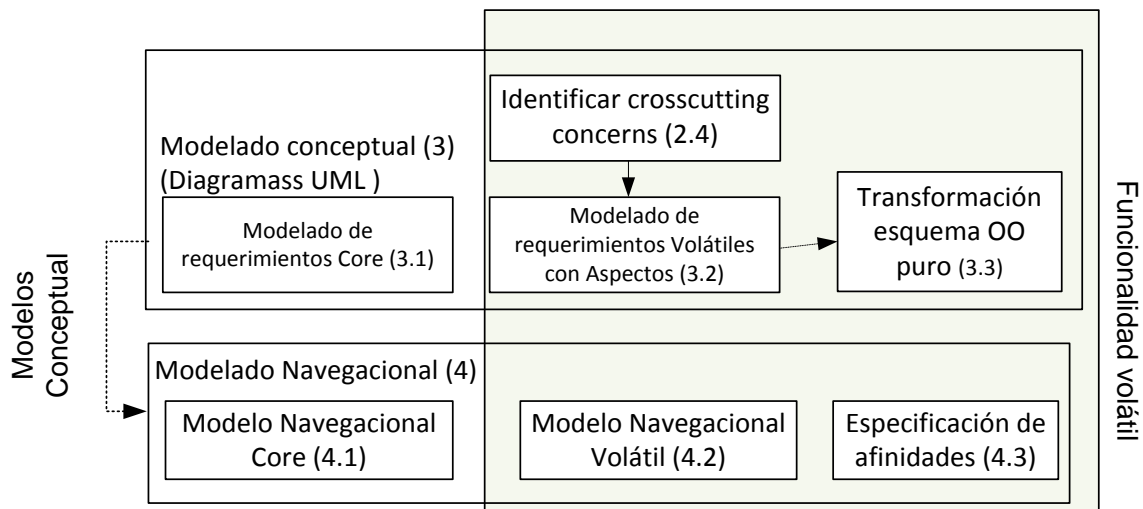 Identificar crosscutting
concerns (2.4)
Modelado conceptual (3)
(Diagramass UML )
Modelado de
requerimientos Core (3.1)
Modelado de
requerimientos Volátiles
con Aspectos (3.2)
Transformación
esquema OO
puro (3.3)
Modelos
Conceptual
Funcionalidad volátil
Modelado Navegacional (4)
Modelo Navegacional
Core (4.1)
Modelo Navegacional
Volátil (4.2)
Especificación de
afinidades (4.3)